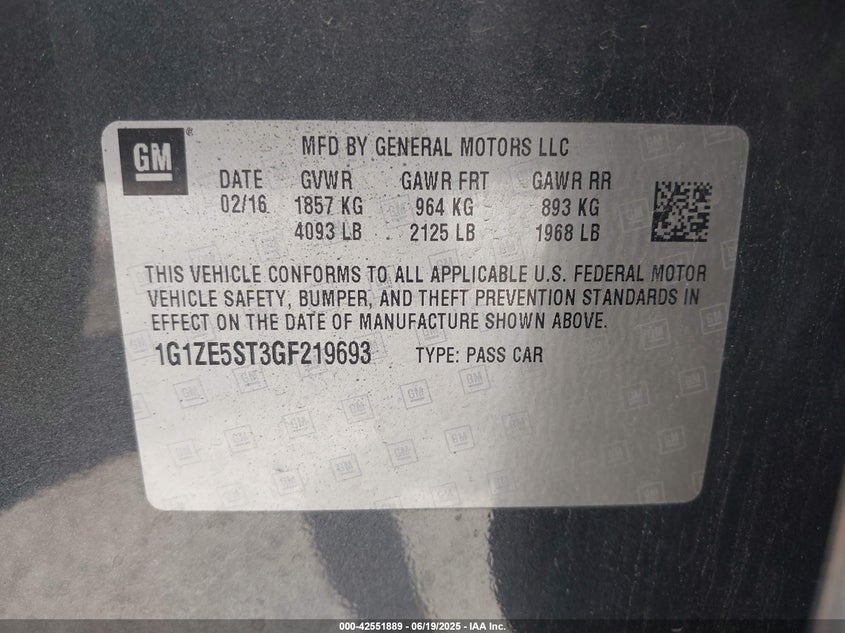 GM
MFD BY GENERAL MOTORS LLC
DATE GVWR GAWR FRT GAWR RR
02/16 1857 KG 964 KG 893 KG
4093 LB 2125 LB 1968 LB
THIS VEHICLE CONFORMS TO ALL APPLICABLE U.S. FEDERAL MOTOR
VEHICLE SAFETY, BUMPER, AND THEFT PREVENTION STANDARDS IN
EFFECT ON THE DATE OF MANUFACTURE SHOWN ABOVE.
1G1ZE5ST3GF219693 TYPE: PASS CAR
000-42551889 - 06/19/2025 - IAA Inc.